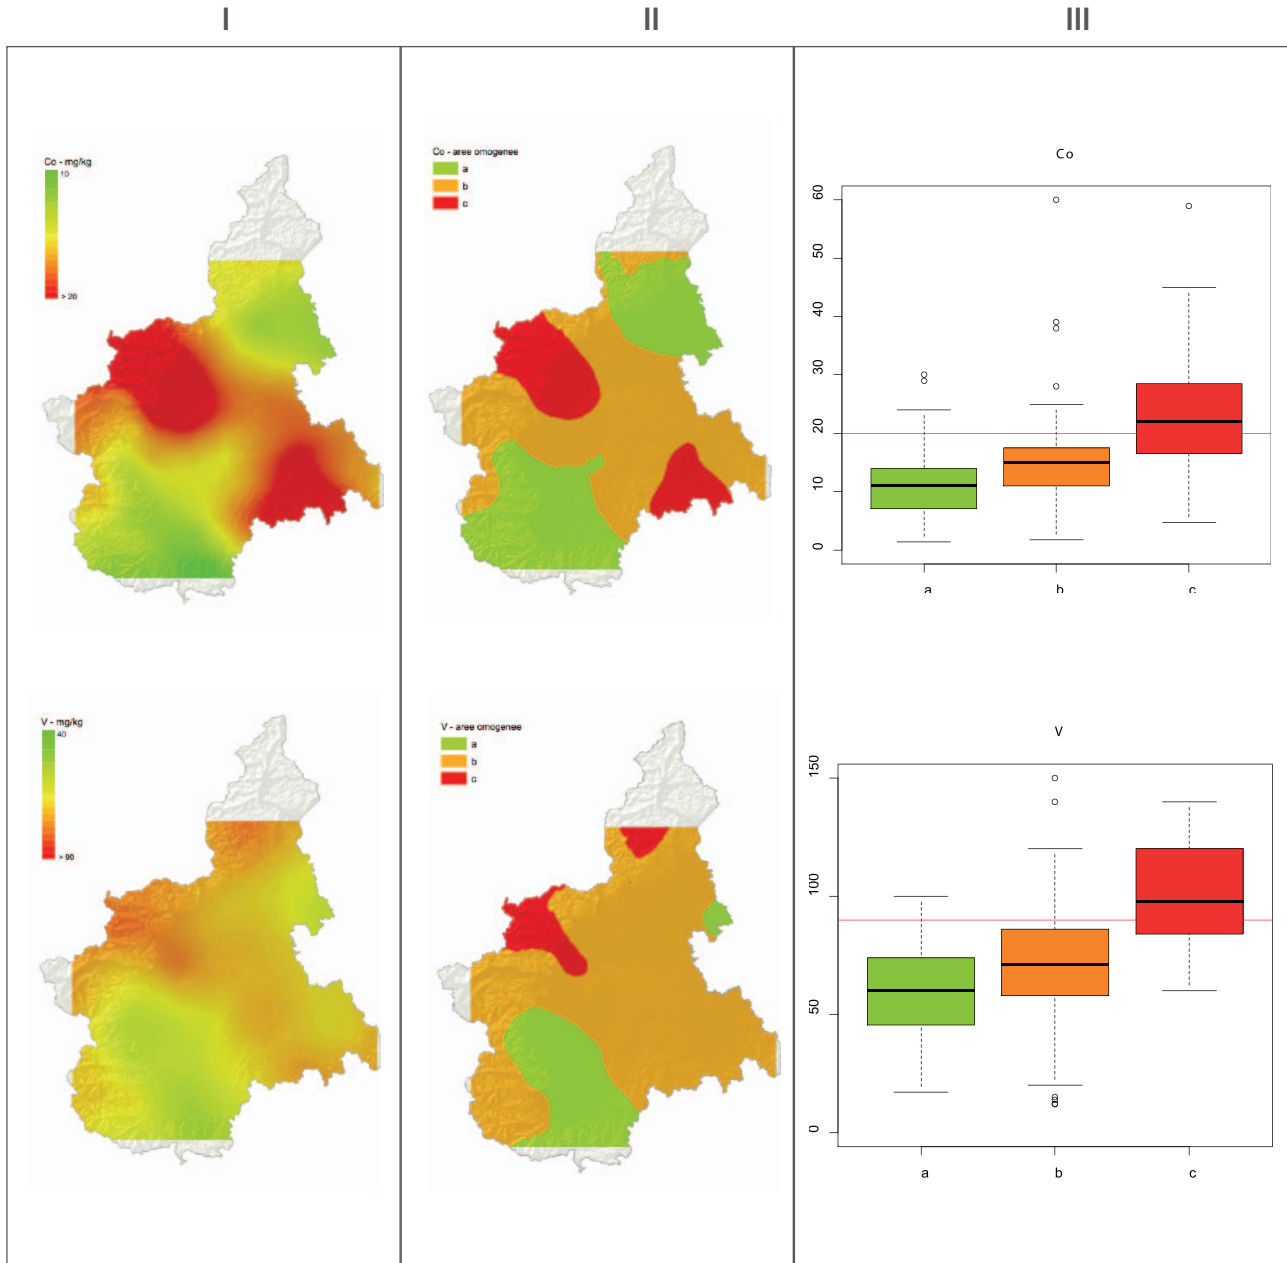 I
II
III
Co - mg/kg
10
> 20
Co - aree omogenee
a
b
c
Co
60
50
40
30
20
10
0
a
b
c
V - mg/kg
40
> 90
V - aree omogenee
a
b
c
V
150
100
50
0
a
b
c